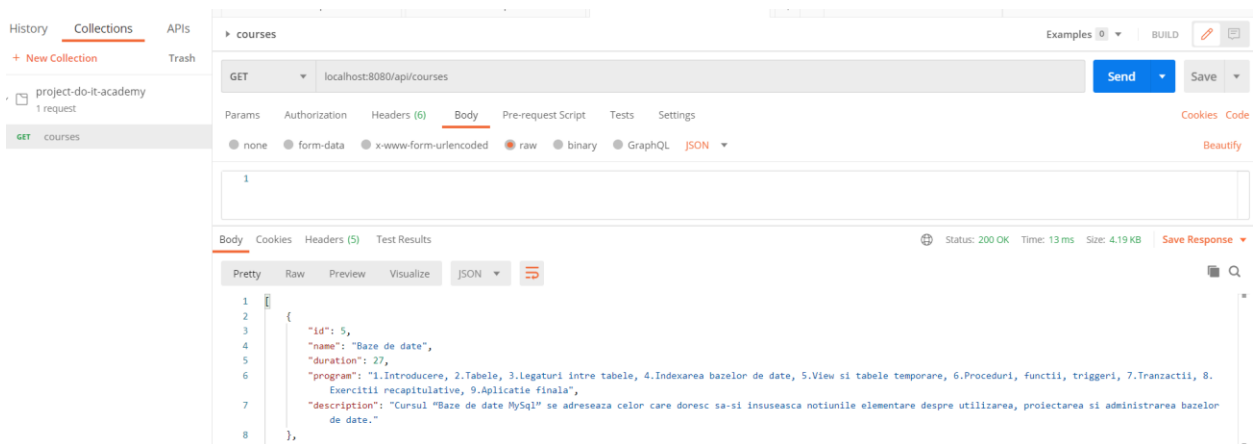 History Collections APIs
+ New Collection Trash
project-do-it-academy
1 request
GET courses
courses
Examples 0 BUILD
GET localhost:8080/api/courses Send Save
Params Authorization Headers (6) Body Pre-request Script Tests Settings Cookies Code
none form-data x-www-form-urlencoded raw binary GraphQL JSON Beautify
1
Body Cookies Headers (5) Test Results Status: 200 OK Time: 13 ms Size: 4.19 KB Save Response
Pretty Raw Preview Visualize JSON
1 [
2 {
3 "id": 5,
4 "name": "Baze de date",
5 "duration": 27,
6 "program": "1.Introducere, 2.Tabele, 3.Legaturi intre tabele, 4.Indexarea bazelor de date, 5.View si tabele temporare, 6.Proceduri, functii, triggeri, 7.Tranzactii, 8.
Exercitii recapitulative, 9.Aplicatie finala",
7 "description": "Cursul “Baze de date MySql” se adreseaza celor care doresc sa-si insuseasca notiunile elementare despre utilizarea, proiectarea si administrarea bazelor
de date."
8 },